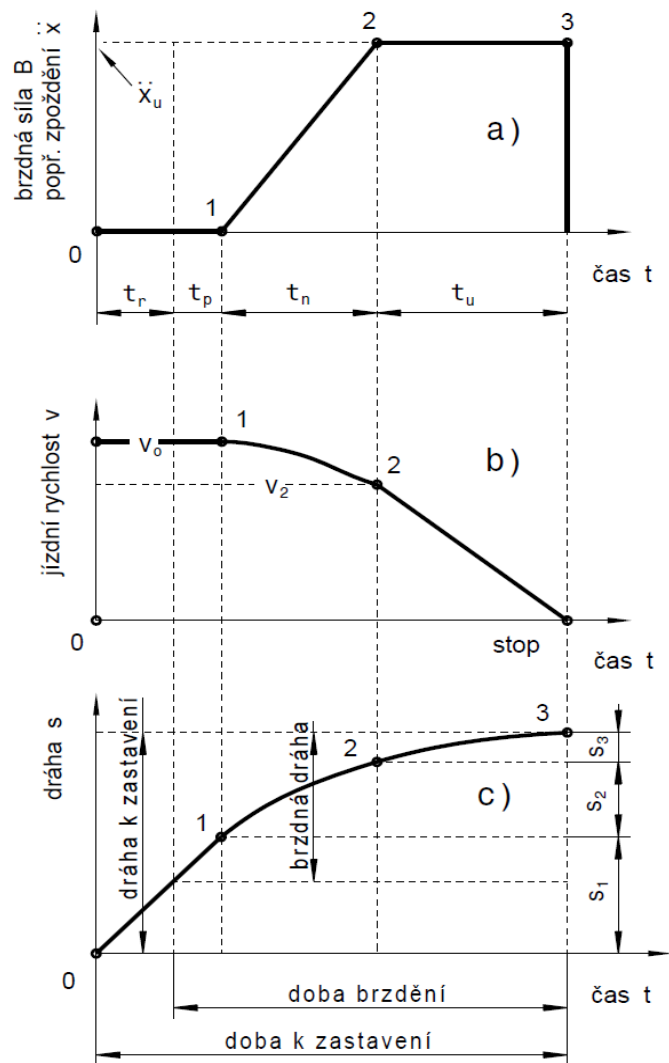 brzdná síla B
popř. zpoždění ẍ
ẍᵤ
2
3
a)
1
0
čas t
tᵣ
tₚ
tₙ
tᵤ
jízdní rychlost v
1
vₒ
2
b)
v₂
0
stop
čas t
dráha s
dráha k zastavení
brzdná dráha
3
2
c)
1
s₃
s₂
s₁
0
doba brzdění
čas t
doba k zastavení